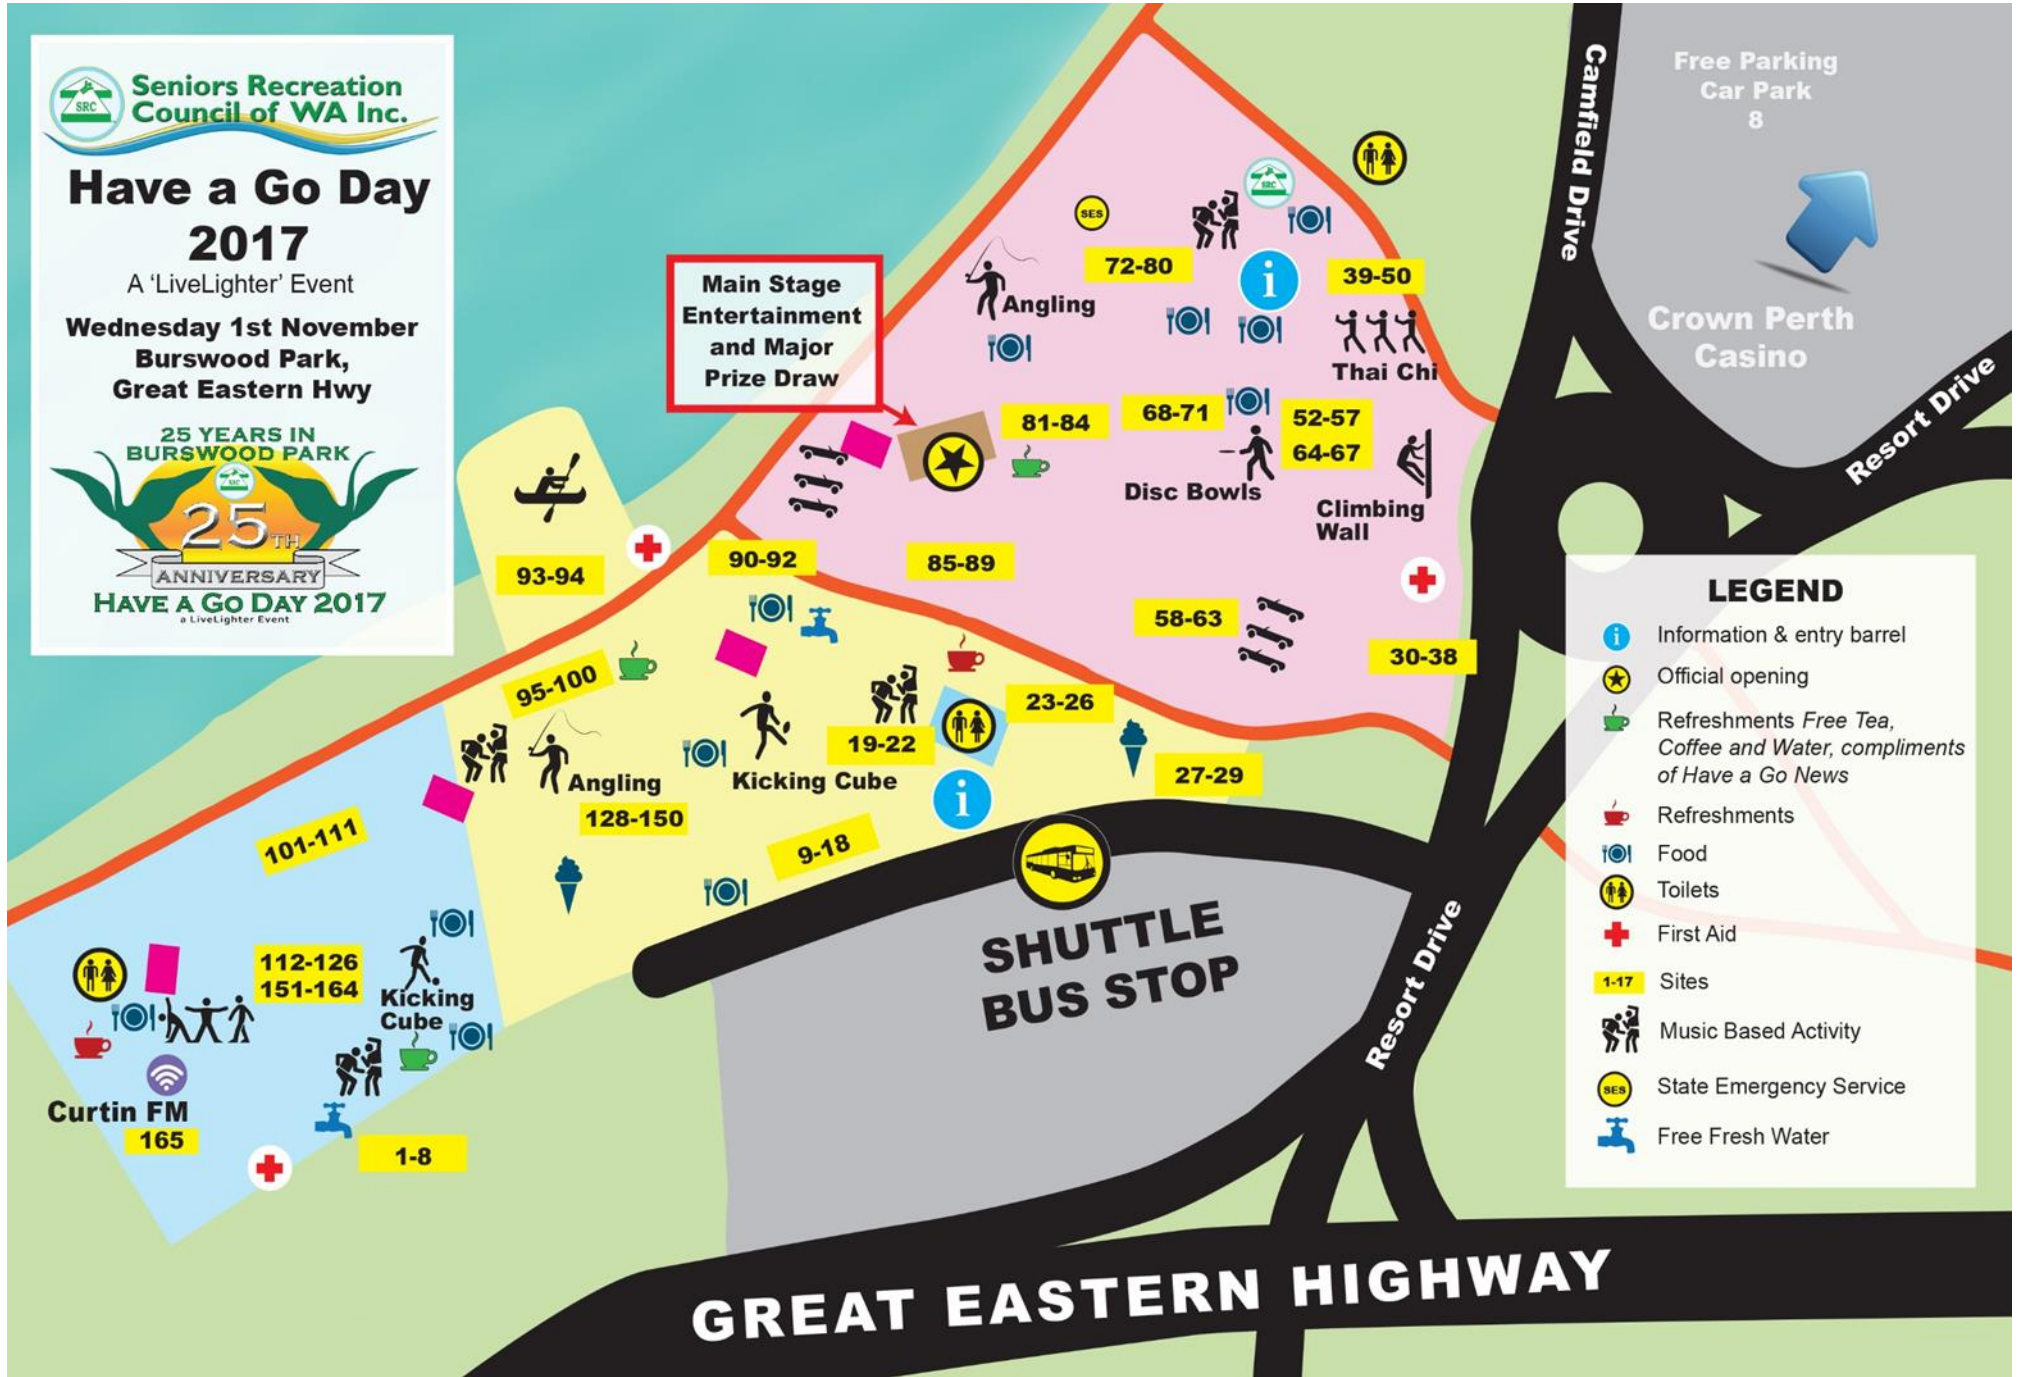 SRC
Seniors Recreation
Council of WA Inc.
Have a Go Day
2017
A ‘LiveLighter’ Event
Wednesday 1st November
Burswood Park,
Great Eastern Hwy
25 YEARS IN
BURSWOOD PARK
SRC
25TH
ANNIVERSARY
HAVE A GO DAY 2017
a LiveLighter Event
Main Stage
Entertainment
and Major
Prize Draw
SRC
SES
72-80
39-50
Angling
Thai Chi
81-84
68-71
52-57
64-67
Disc Bowls
Climbing
Wall
85-89
58-63
30-38
93-94
90-92
95-100
23-26
19-22
27-29
Angling
Kicking Cube
128-150
9-18
101-111
112-126
151-164
Kicking
Cube
Curtin FM
165
1-8
SHUTTLE
BUS STOP
Camfield Drive
Free Parking
Car Park
8
Crown Perth
Casino
Resort Drive
Resort Drive
GREAT EASTERN HIGHWAY
LEGEND
Information & entry barrel
Official opening
Refreshments Free Tea,
Coffee and Water, compliments
of Have a Go News
Refreshments
Food
Toilets
First Aid
1-17 Sites
Music Based Activity
SES State Emergency Service
Free Fresh Water